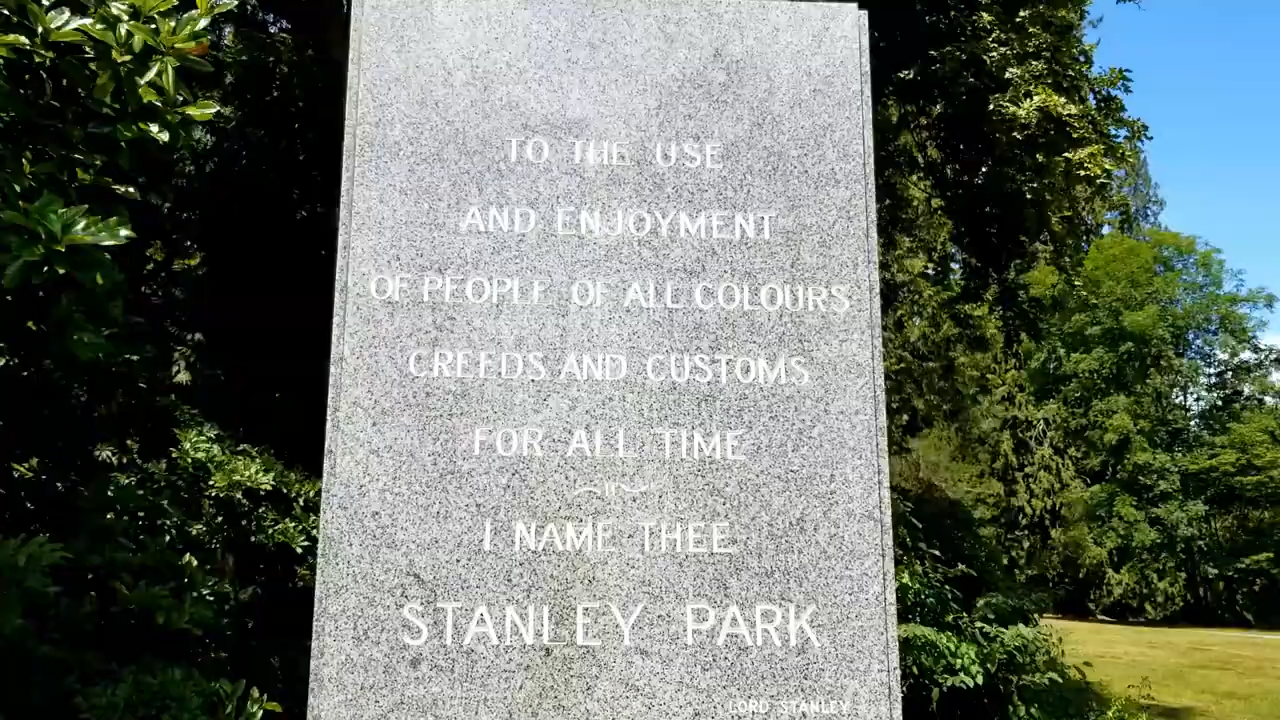 TO THE USE
AND ENJOYMENT
OF PEOPLE OF ALL COLOURS
CREEDS AND CUSTOMS
FOR ALL TIME
I NAME THEE
STANLEY PARK
LORD STANLEY